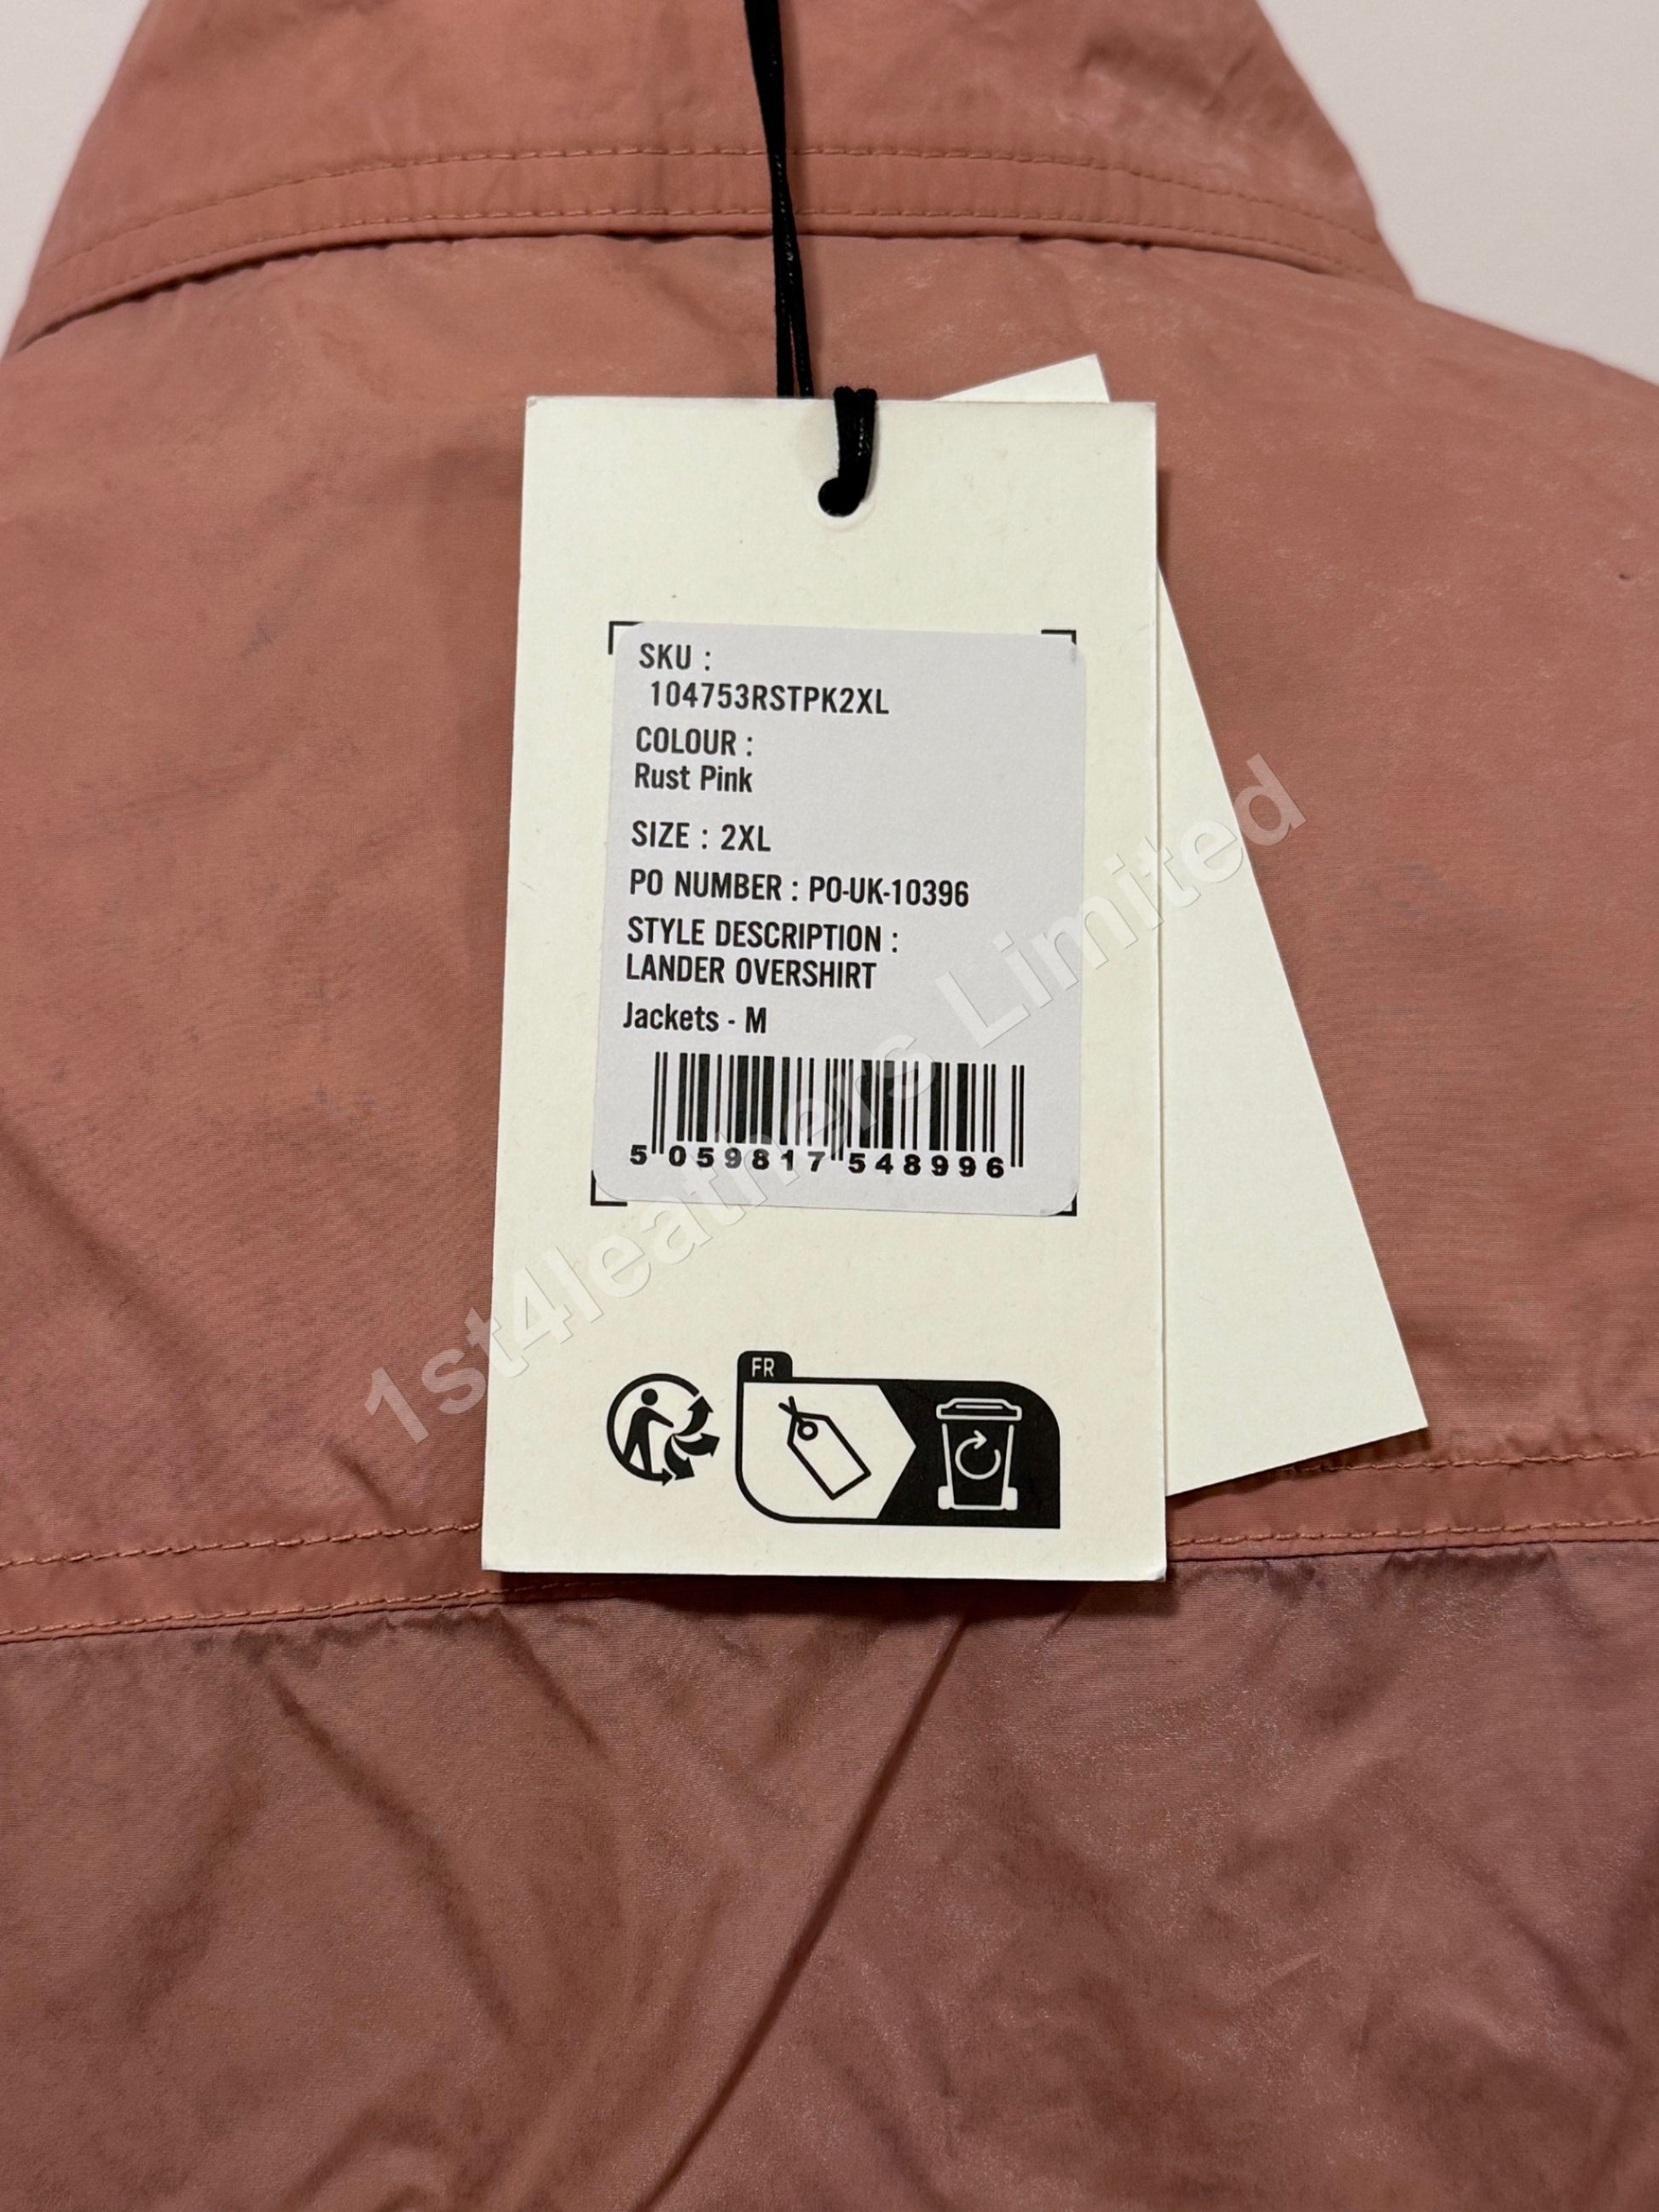 SKU :
104753RSTPK2XL
COLOUR :
Rust Pink
SIZE : 2XL
PO NUMBER : PO-UK-10396
STYLE DESCRIPTION :
LANDER OVERSHIRT
Jackets - M
5 059817 548996
1st4leathers Limited
FR